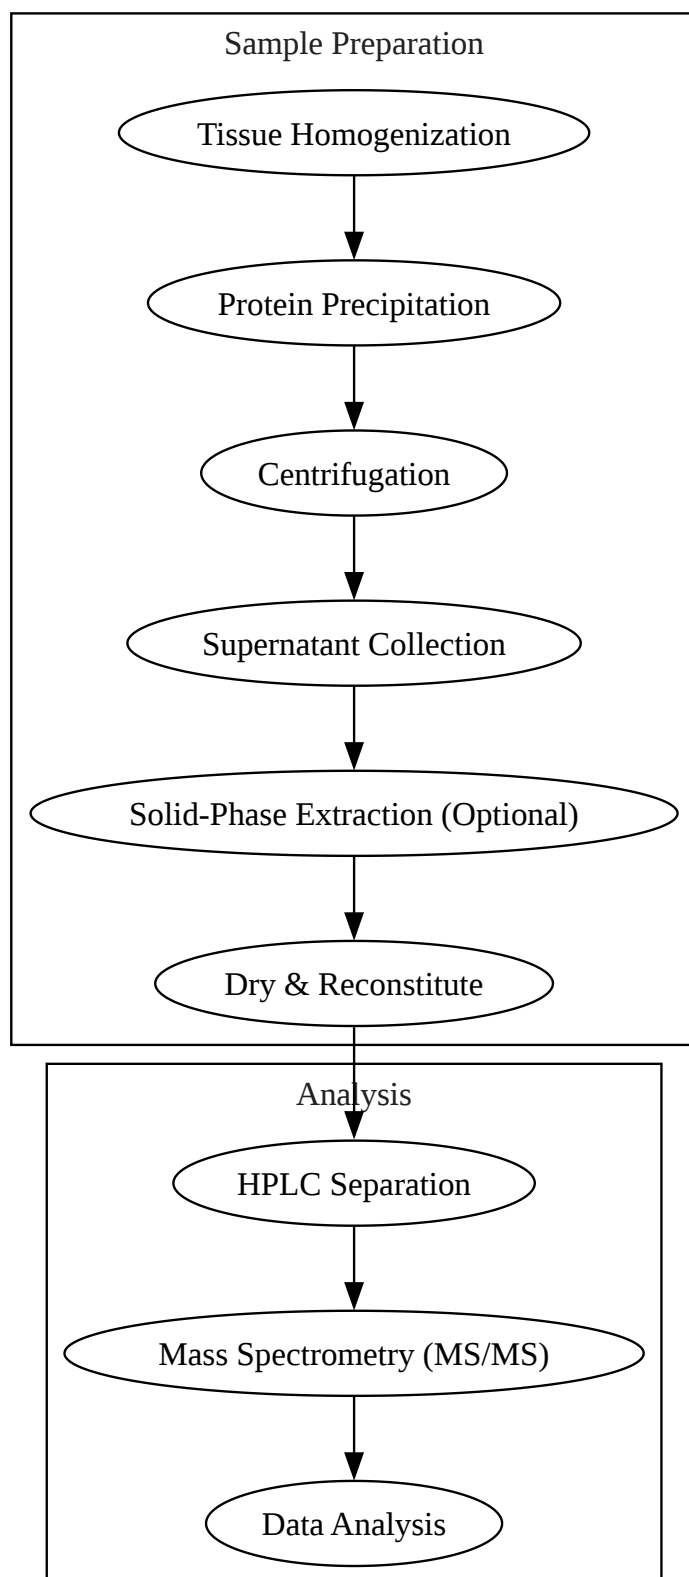 Sample Preparation
Tissue Homogenization
Protein Precipitation
Centrifugation
Supernatant Collection
Solid-Phase Extraction (Optional)
Dry & Reconstitute
Analysis
HPLC Separation
Mass Spectrometry (MS/MS)
Data Analysis